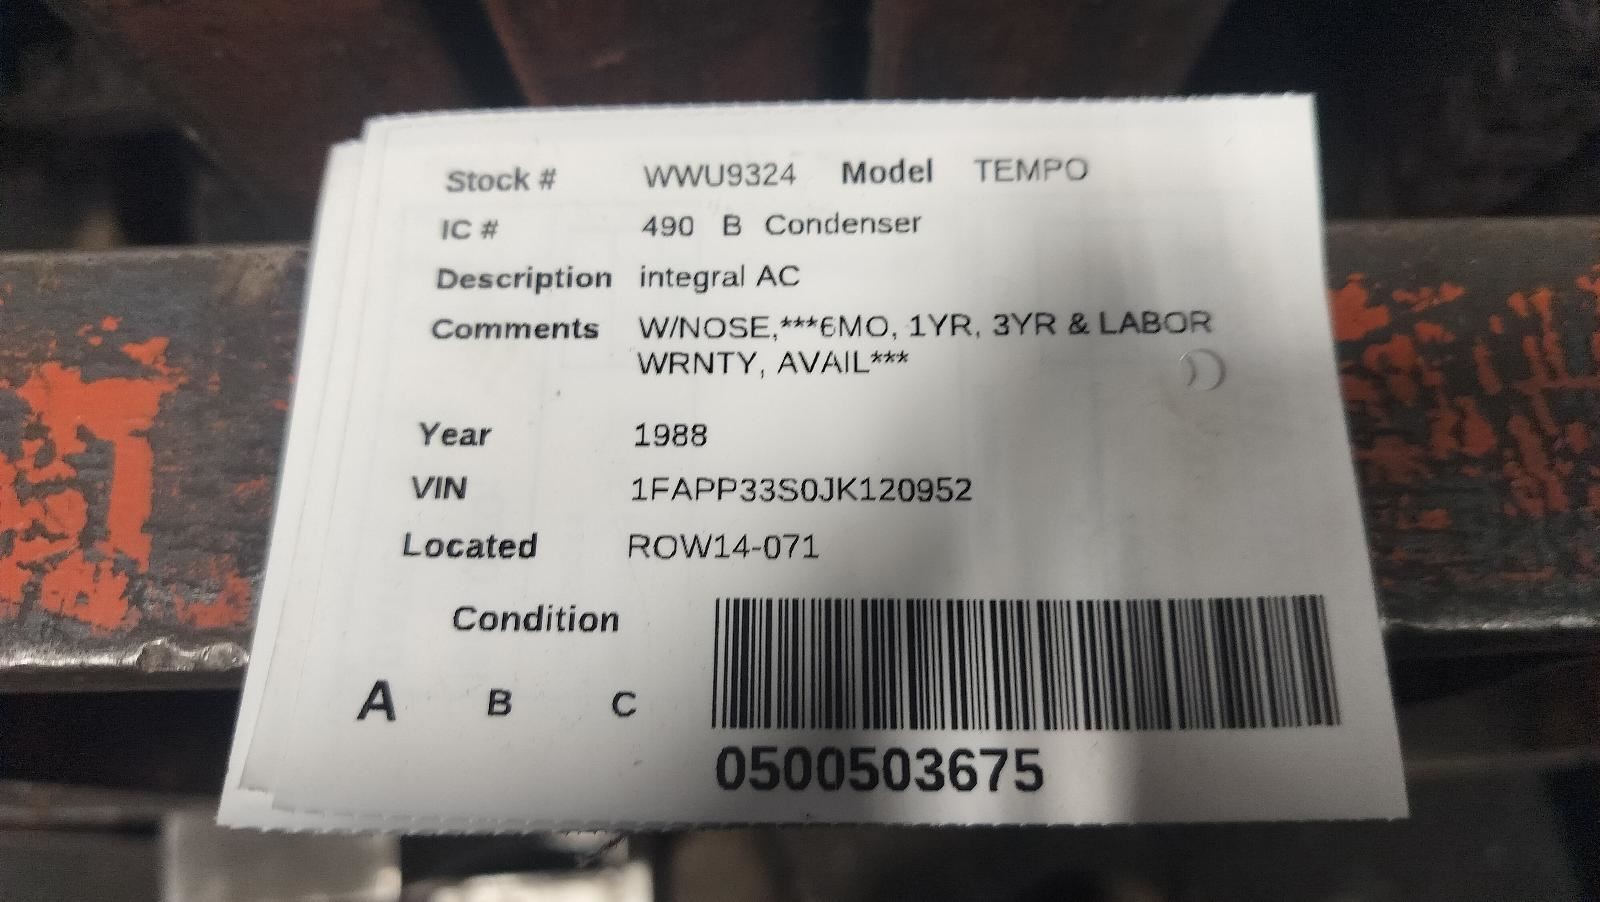 Stock # WWU9324 Model TEMPO
IC # 490 B Condenser
Description integral AC
Comments W/NOSE,***6MO, 1YR, 3YR & LABOR
WRNTY, AVAIL***
Year 1988
VIN 1FAPP33S0JK120952
Located ROW14-071
Condition
A B C
0500503675